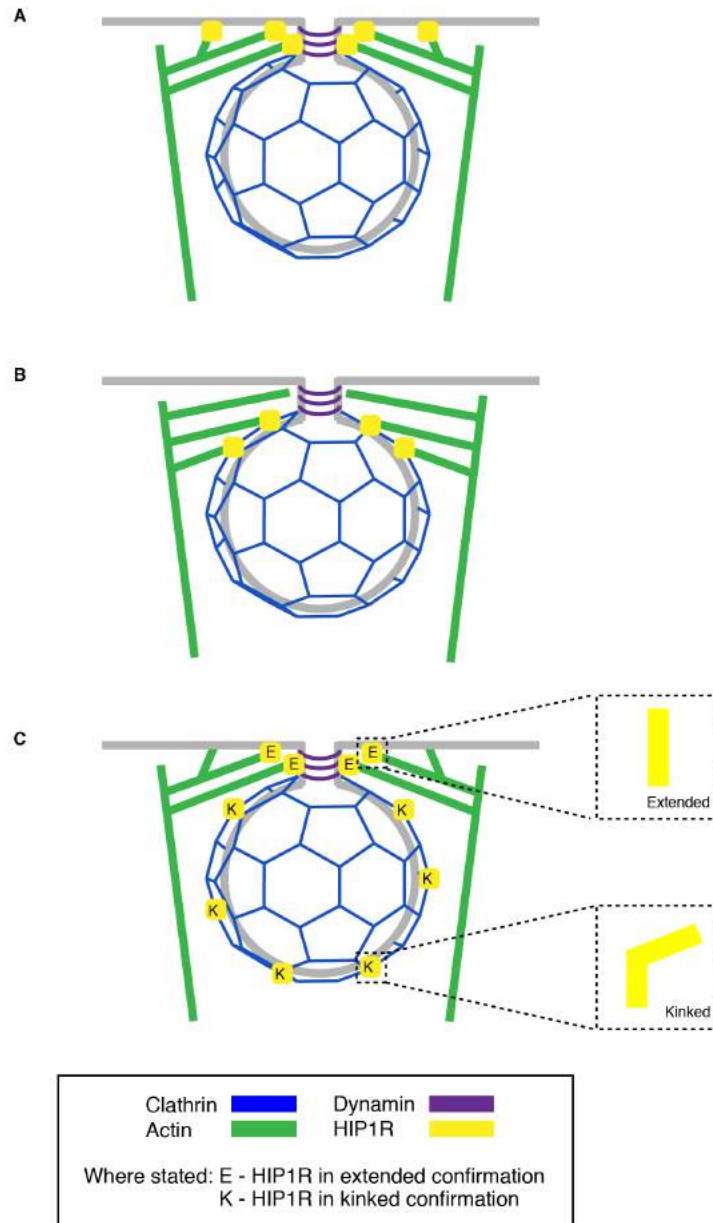 A
B
C
E
E
E
E
K
K
K
K
K
K
Extended
Kinked
Clathrin
Dynamin
Actin
HIP1R
Where stated: E - HIP1R in extended confirmation
K - HIP1R in kinked confirmation